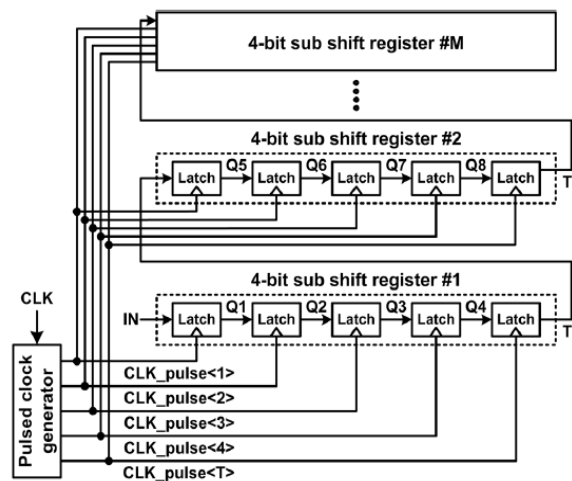 4-bit sub shift register #M
4-bit sub shift register #2
Q5 Q6 Q7 Q8
Latch Latch Latch Latch Latch
T
4-bit sub shift register #1
CLK
Q1 Q2 Q3 Q4
IN Latch Latch Latch Latch Latch
T
Pulsed clock
generator
CLK_pulse<1>
CLK_pulse<2>
CLK_pulse<3>
CLK_pulse<4>
CLK_pulse<T>